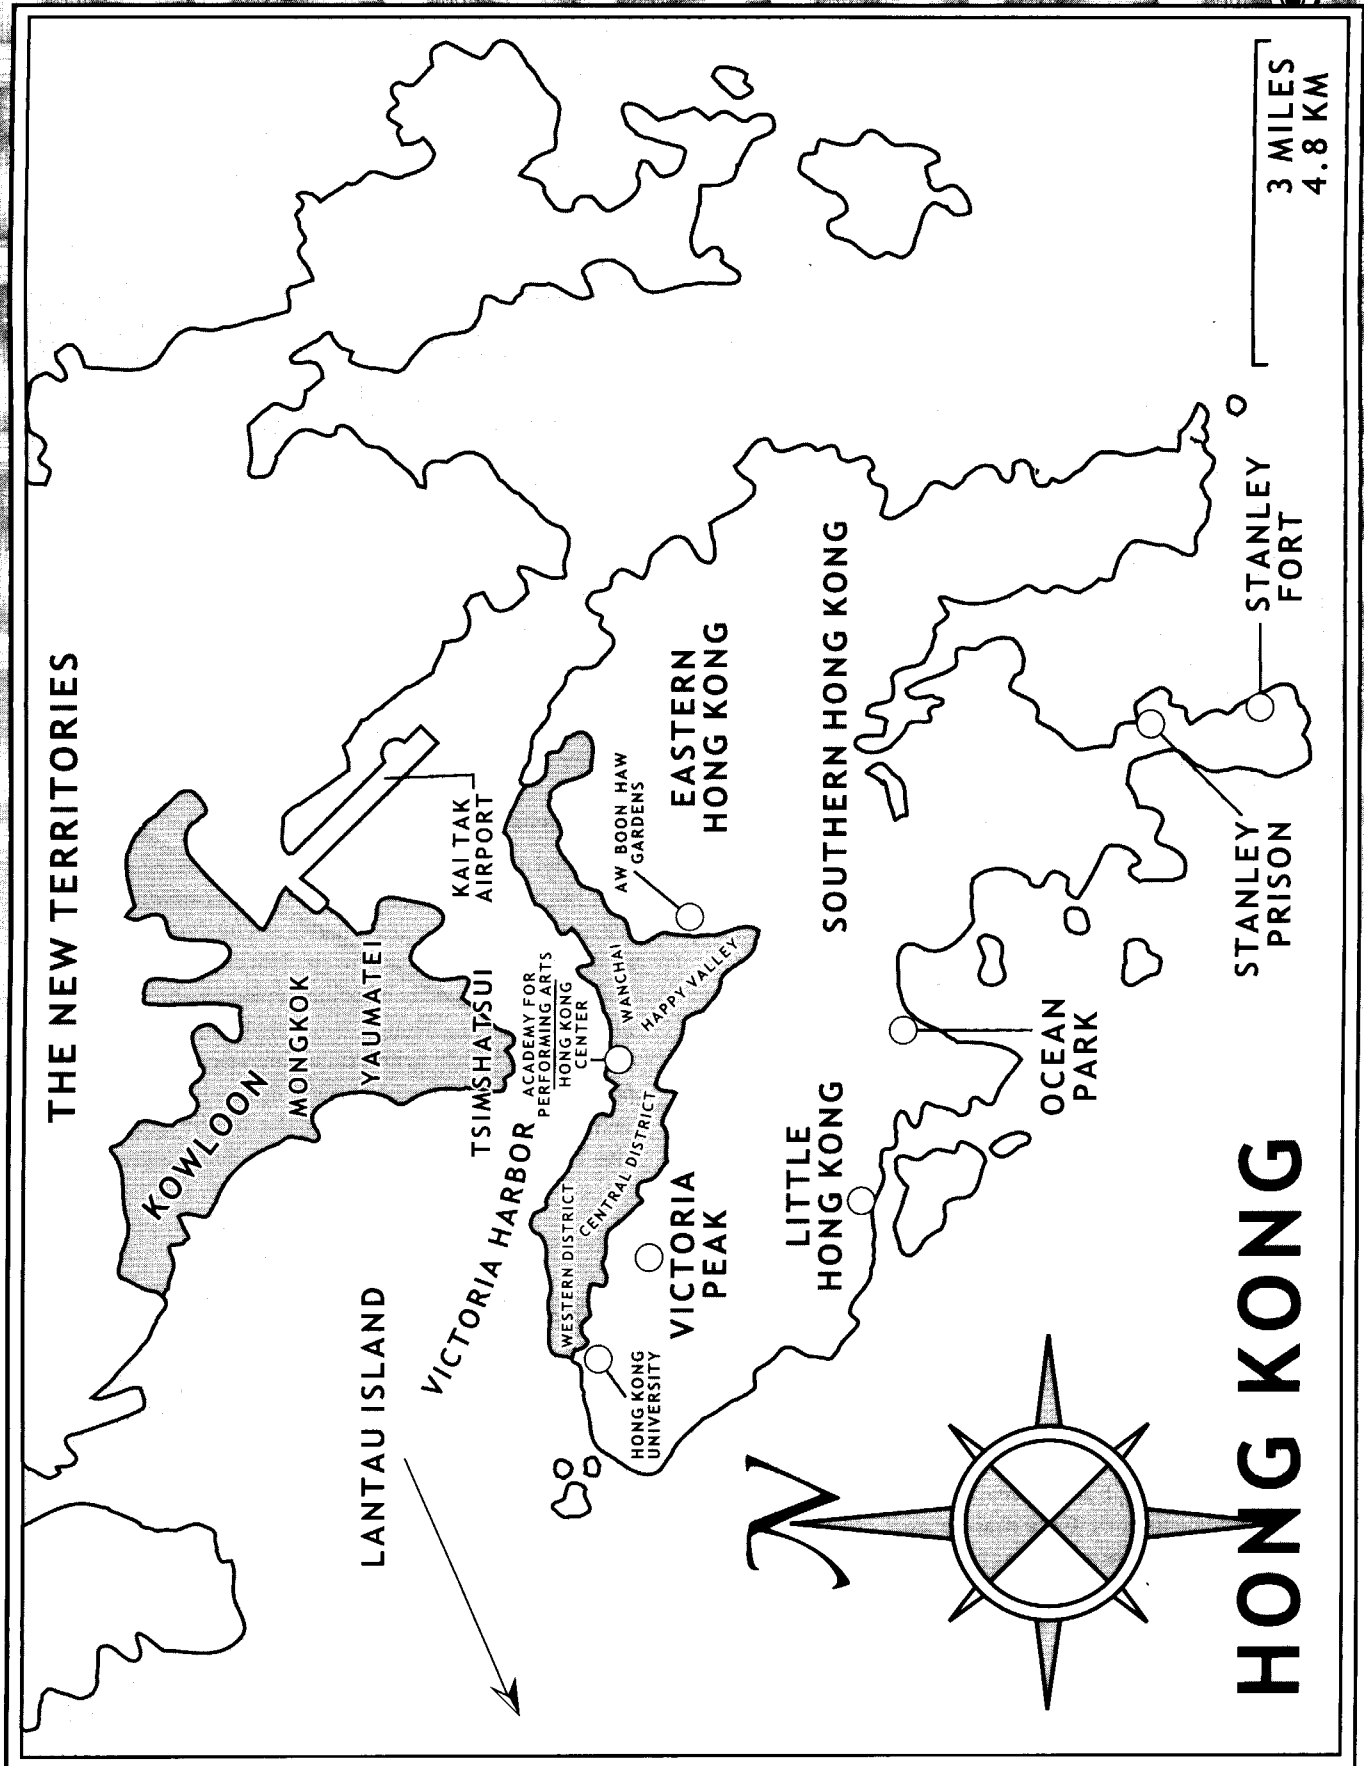 THE NEW TERRITORIES
KOWLOON
MONGKOK
YAUMATEI
TSIMSHATSUI
KAI TAK
AIRPORT
LANTAU ISLAND
VICTORIA HARBOR
ACADEMY FOR
PERFORMING ARTS
HONG KONG
CENTER
WESTERN DISTRICT
CENTRAL DISTRICT
WANCHAI
HAPPY VALLEY
AW BOON HAW
GARDENS
HONG KONG
UNIVERSITY
VICTORIA
PEAK
EASTERN
HONG KONG
LITTLE
HONG KONG
SOUTHERN HONG KONG
OCEAN
PARK
STANLEY
PRISON
STANLEY
FORT
N
HONG KONG
3 MILES
4.8 KM